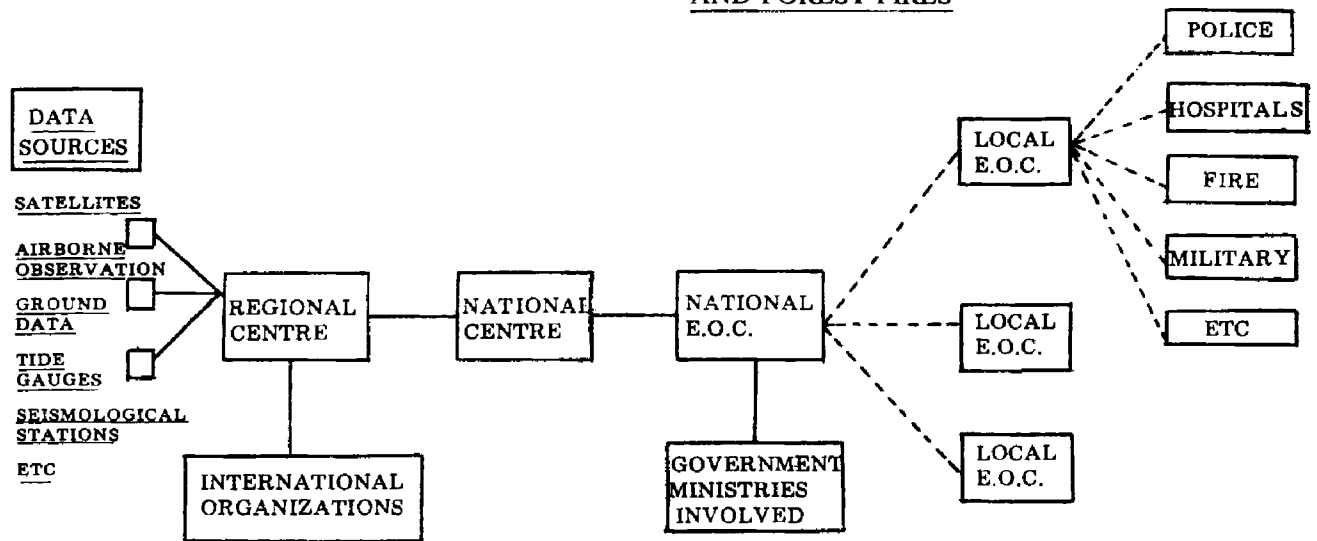 AND FOREST FIRES
DATA
SOURCES
SATELLITES
AIRBORNE
OBSERVATION
GROUND
DATA
TIDE
GAUGES
SEISMOLOGICAL
STATIONS
ETC
REGIONAL
CENTRE
INTERNATIONAL
ORGANIZATIONS
NATIONAL
CENTRE
NATIONAL
E.O.C.
GOVERNMENT
MINISTRIES
INVOLVED
LOCAL
E.O.C.
LOCAL
E.O.C.
LOCAL
E.O.C.
POLICE
HOSPITALS
FIRE
MILITARY
ETC